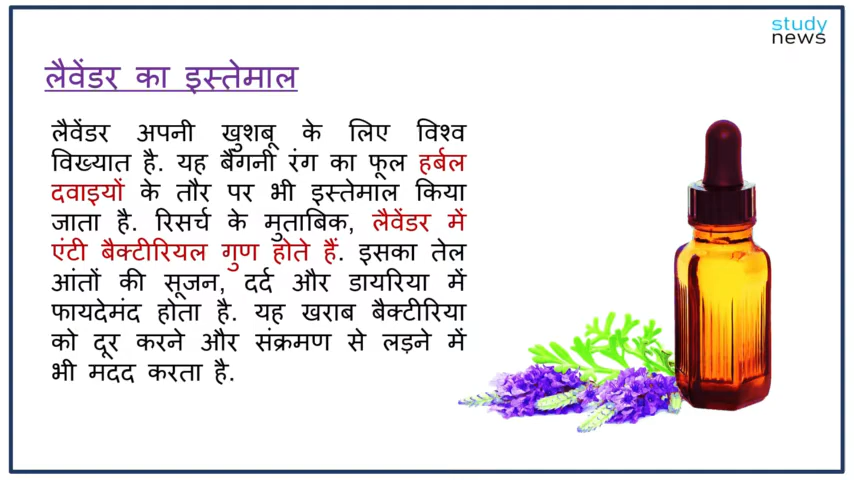 study
news
लैवेंडर का इस्तेमाल
लैवेंडर अपनी खुशबू के लिए विश्व
विख्यात है. यह बैंगनी रंग का फूल हर्बल
दवाइयों के तौर पर भी इस्तेमाल किया
जाता है. रिसर्च के मुताबिक, लैवेंडर में
एंटी बैक्टीरियल गुण होते हैं. इसका तेल
आंतों की सूजन, दर्द और डायरिया में
फायदेमंद होता है. यह खराब बैक्टीरिया
को दूर करने और संक्रमण से लड़ने में
भी मदद करता है.